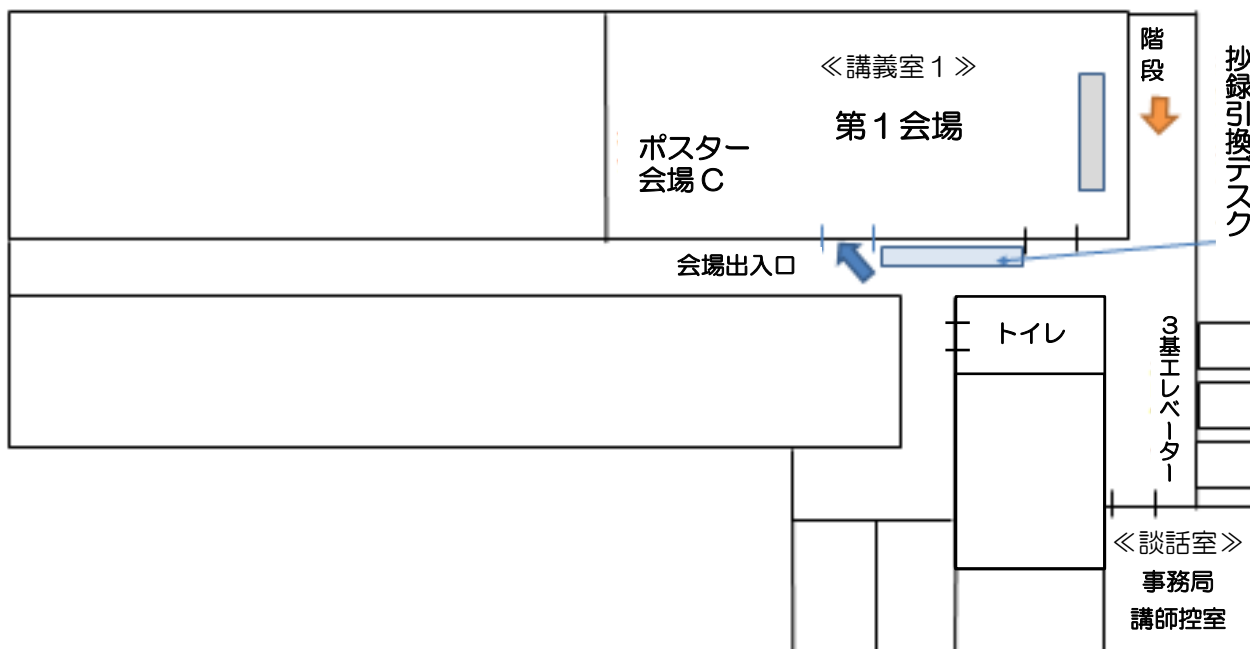 ≪講義室１≫
第１会場
ポスター
会場Ｃ
階段
抄録引換デスク
会場出入口
トイレ
３基エレベーター
≪談話室≫
事務局
講師控室